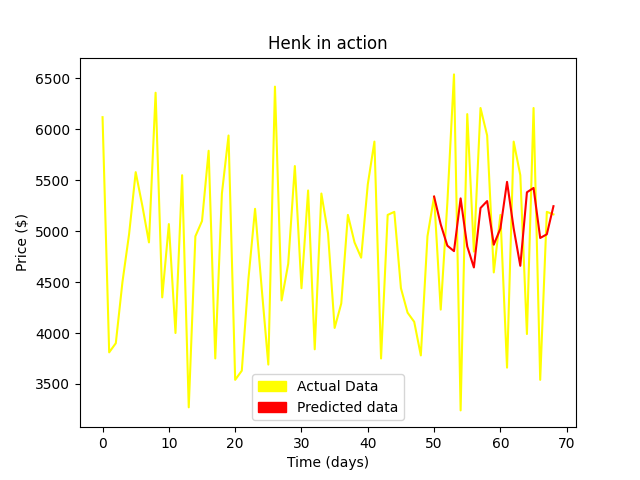 Henk in action
Price ($)
6500
6000
5500
5000
4500
4000
3500
Actual Data
Predicted data
0 10 20 30 40 50 60 70
Time (days)